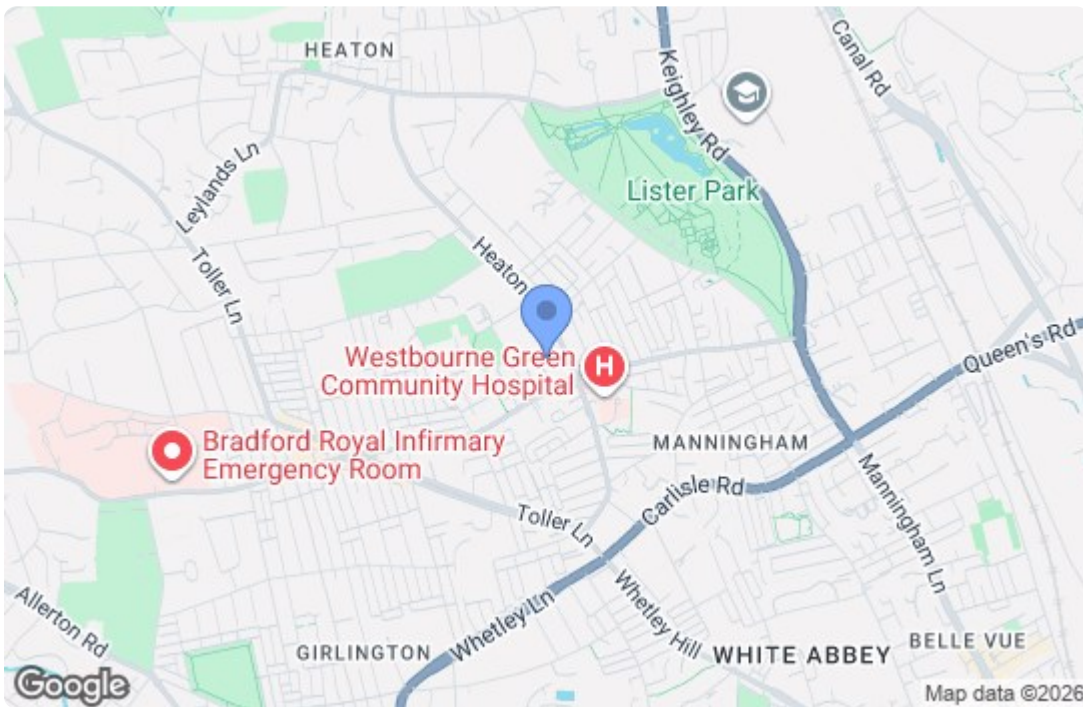 HEATON
Keighley Rd
Canal Rd
Leylands Ln
Lister Park
Toller Ln
Heaton
Queen's Rd
Westbourne Green
Community Hospital
H
MANNINGHAM
Bradford Royal Infirmary
Emergency Room
Carlisle Rd
Manningham Ln
Toller Ln
Allerton Rd
Whetley Ln
Whetley Hill
GIRLINGTON
WHITE ABBEY
BELLE VUE
Google
Map data ©2026